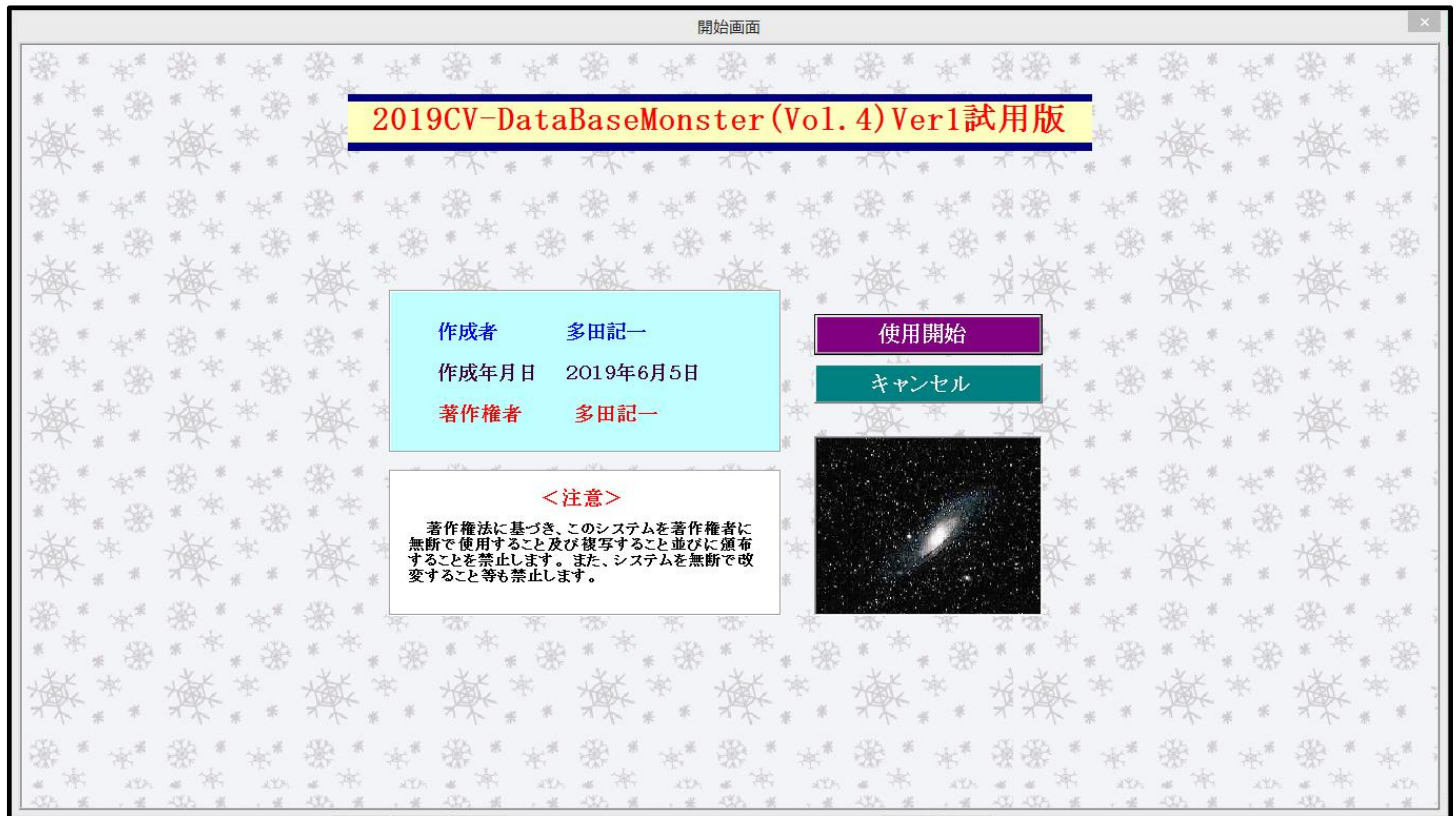 開始画面
2019CV-DataBaseMonster(Vol.4)Ver1試用版
作成者 多田記一
作成年月日 2019年6月5日
著作権者 多田記一
使用開始
キャンセル
＜注意＞
著作権法に基づき、このシステムを著作権者に
無断で使用すること及び複写すること並びに頒布
することを禁止します。また、システムを無断で改
変すること等も禁止します。